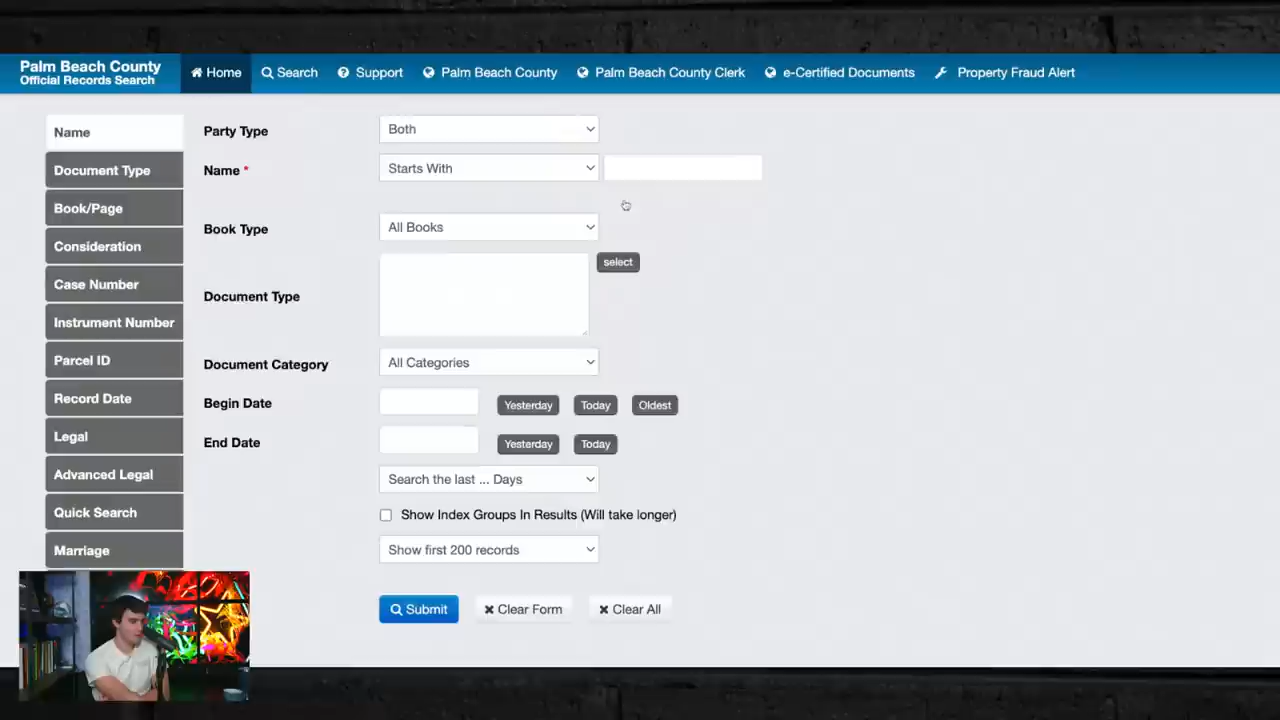 Palm Beach County
Official Records Search
Home
Search
Support
Palm Beach County
Palm Beach County Clerk
e-Certified Documents
Property Fraud Alert
Name
Document Type
Book/Page
Consideration
Case Number
Instrument Number
Parcel ID
Record Date
Legal
Advanced Legal
Quick Search
Marriage
Party Type
Both
Name *
Starts With
Book Type
All Books
Document Type
select
Document Category
All Categories
Begin Date
Yesterday
Today
Oldest
End Date
Yesterday
Today
Search the last ... Days
Show Index Groups In Results (Will take longer)
Show first 200 records
Submit
Clear Form
Clear All